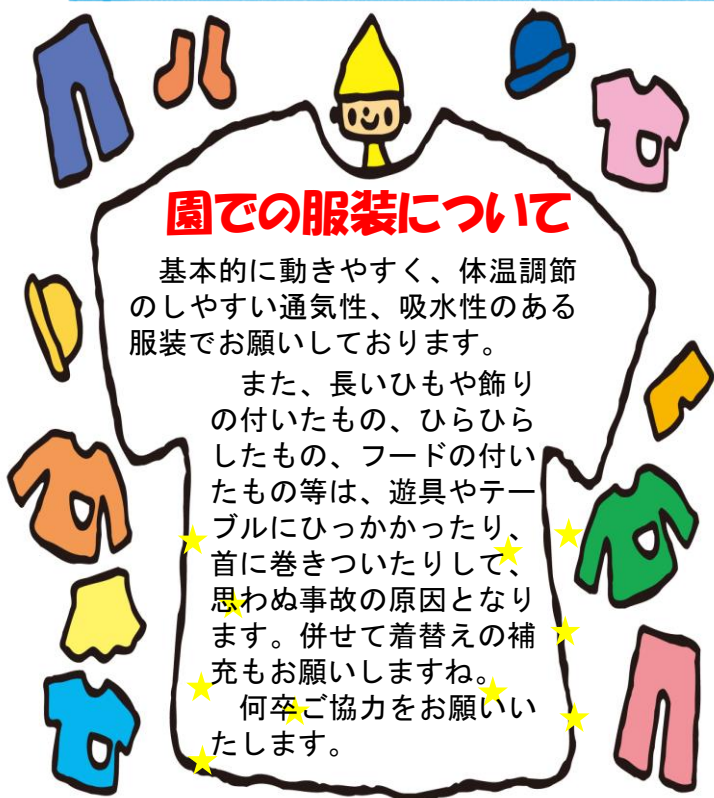 園での服装について
　基本的に動きやすく、体温調節
のしやすい通気性、吸水性のある
服装でお願いしております。
　また、長いひもや飾り
の付いたもの、ひらひら
したもの、フードの付い
たもの等は、遊具やテー
ブルにひっかかったり、
首に巻きついたりして、
思わぬ事故の原因となり
ます。併せて着替えの補
充もお願いしますね。
　何卒ご協力をお願いい
たします。